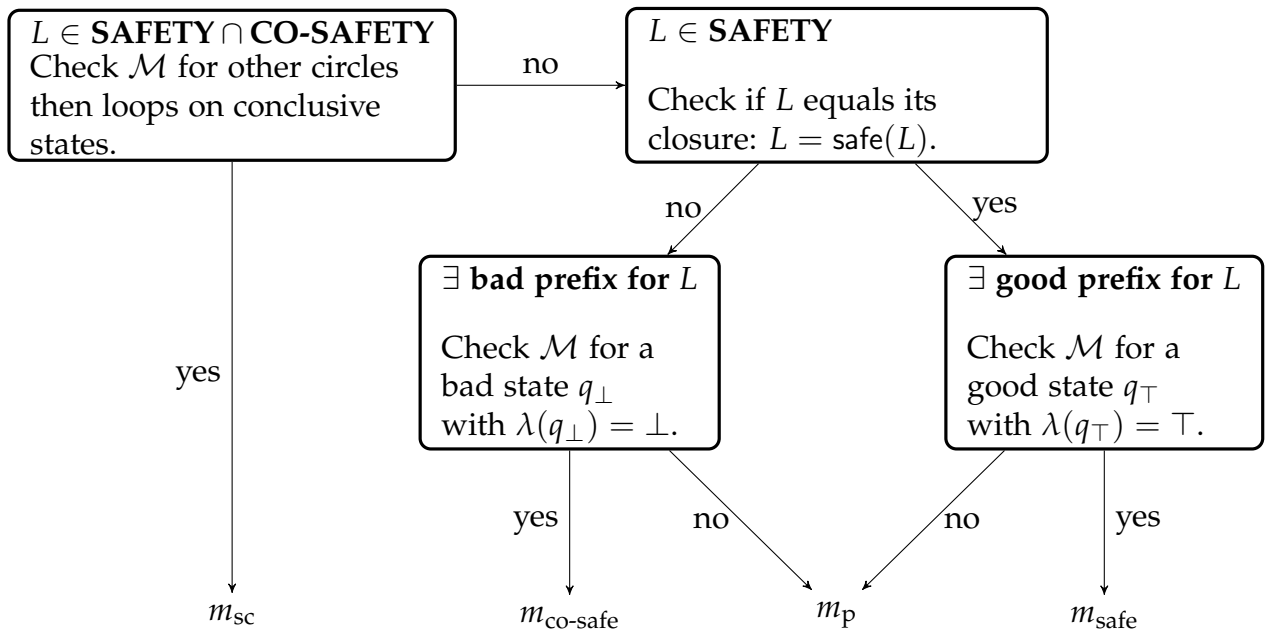 L ∈ SAFETY ∩ CO-SAFETY
Check ℳ for other circles
then loops on conclusive
states.
no
L ∈ SAFETY
Check if L equals its
closure: L = safe(L).
no
yes
∃ bad prefix for L
Check ℳ for a
bad state q⊥
with λ(q⊥) = ⊥.
∃ good prefix for L
Check ℳ for a
good state q⊤
with λ(q⊤) = ⊤.
yes
yes
no
no
yes
m_sc
m_co-safe
m_p
m_safe